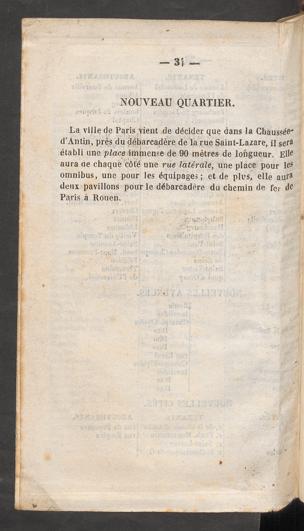 — 34 —
NOUVEAU QUARTIER.
La ville de Paris vient de décider que dans la Chaussée-
d'Antin, près du débarcadère de la rue Saint-Lazare, il sera
établi une place immense de 90 mètres de longueur. Elle
aura de chaque côté une rue latérale, une place pour les
omnibus, une pour les équipages; et de plus, elle aura
deux pavillons pour le débarcadère du chemin de fer de
Paris à Rouen.